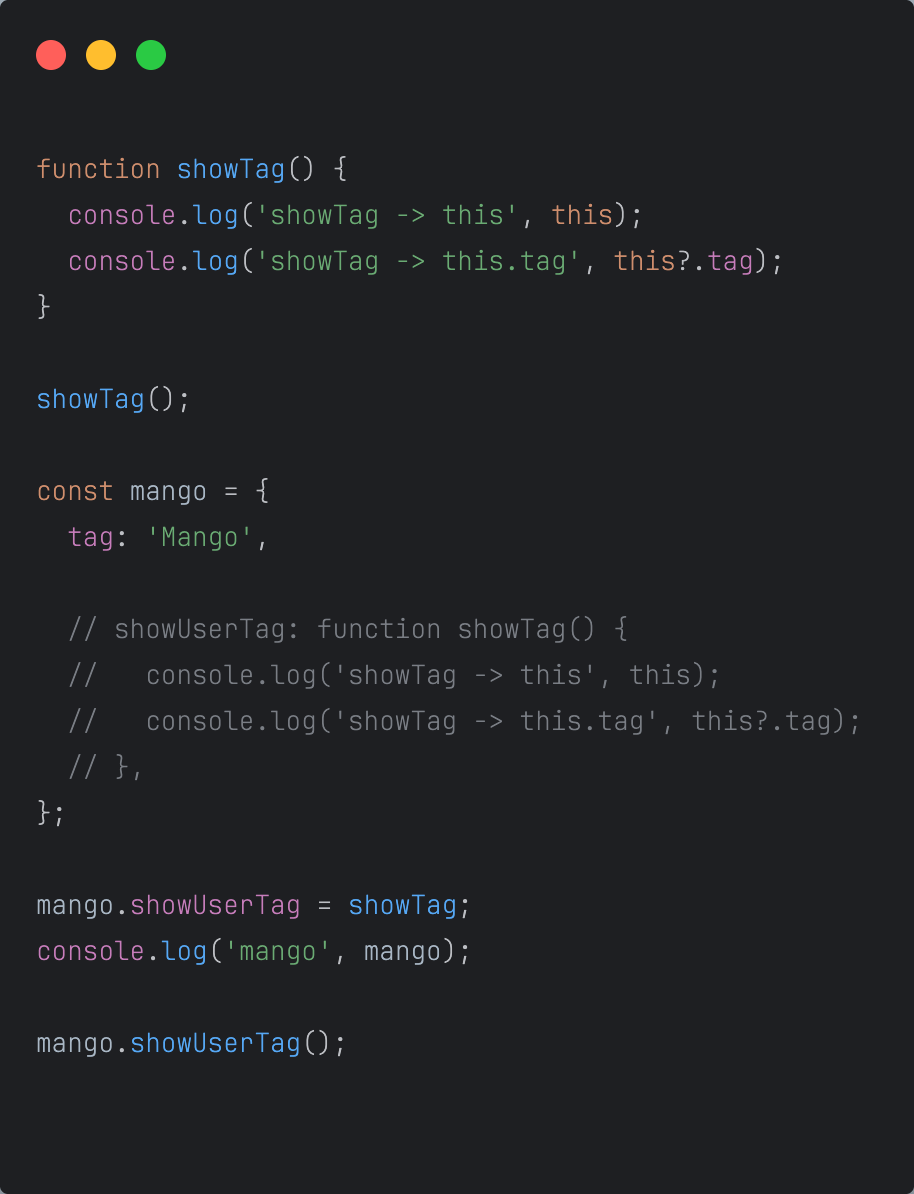 function showTag() {
  console.log('showTag -> this', this);
  console.log('showTag -> this.tag', this?.tag);
}

showTag();

const mango = {
  tag: 'Mango',

  // showUserTag: function showTag() {
  //   console.log('showTag -> this', this);
  //   console.log('showTag -> this.tag', this?.tag);
  // },
};

mango.showUserTag = showTag;
console.log('mango', mango);

mango.showUserTag();